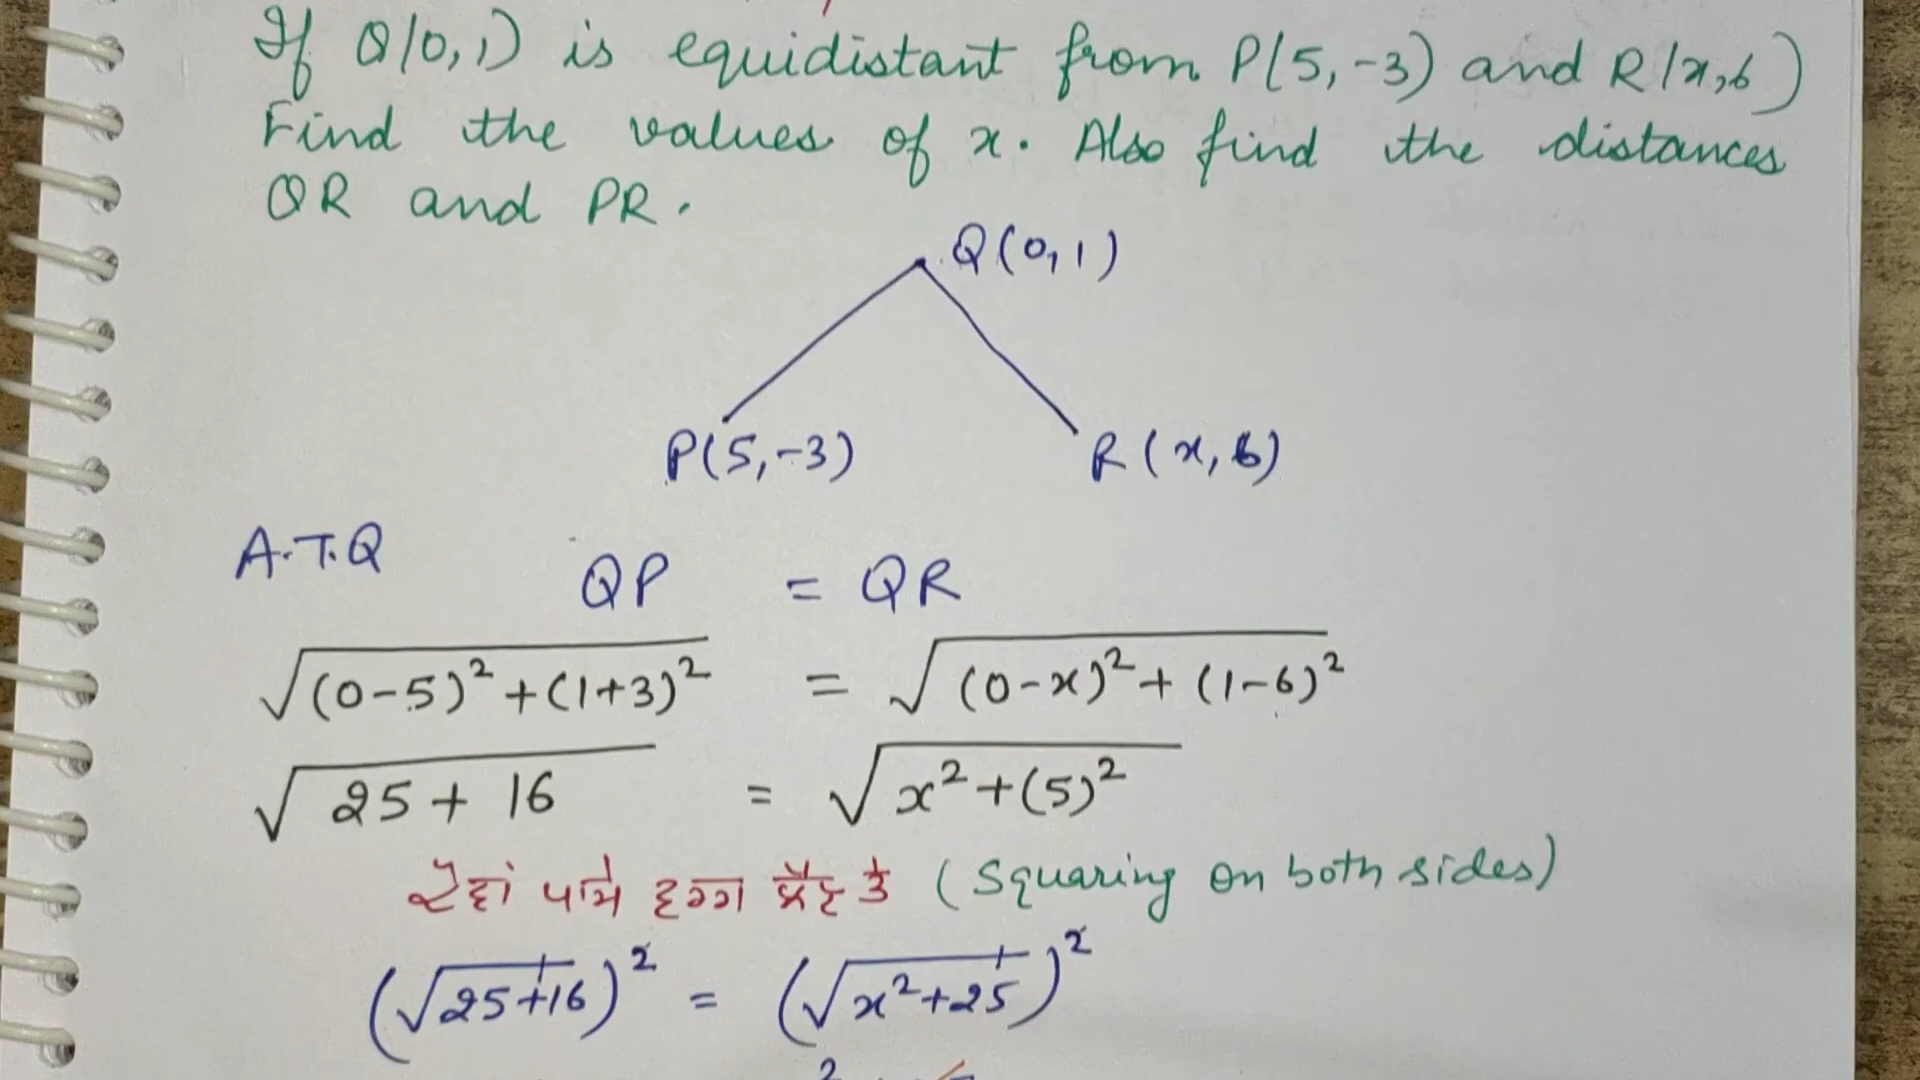 If Q(0,1) is equidistant from P(5,-3) and R(x,6)
Find the values of x. Also find the distances
QR and PR.
Q(0,1)
P(5,-3) R(x,6)
A.T.Q QP = QR
√(0-5)²+(1+3)² = √(0-x)²+(1-6)²
√25+16 = √x²+(5)²
ਦੋਹਾਂ ਪਾਸੇ ਵਰਗ ਕਰਣ ਤੇ (Squaring on both sides)
(√25+16)² = (√x²+25)²